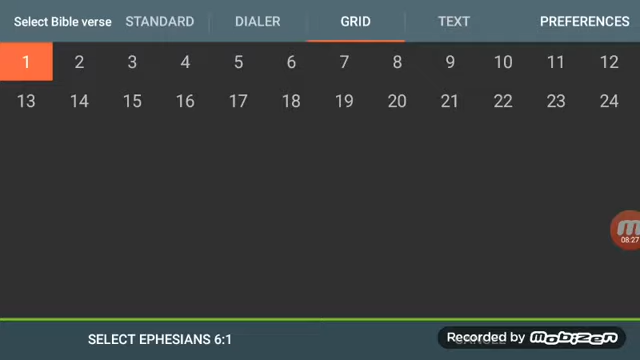 Select Bible verse STANDARD DIALER GRID TEXT PREFERENCES
1 2 3 4 5 6 7 8 9 10 11 12
13 14 15 16 17 18 19 20 21 22 23 24
08:27
SELECT EPHESIANS 6:1 CANCEL
Recorded by mobizen